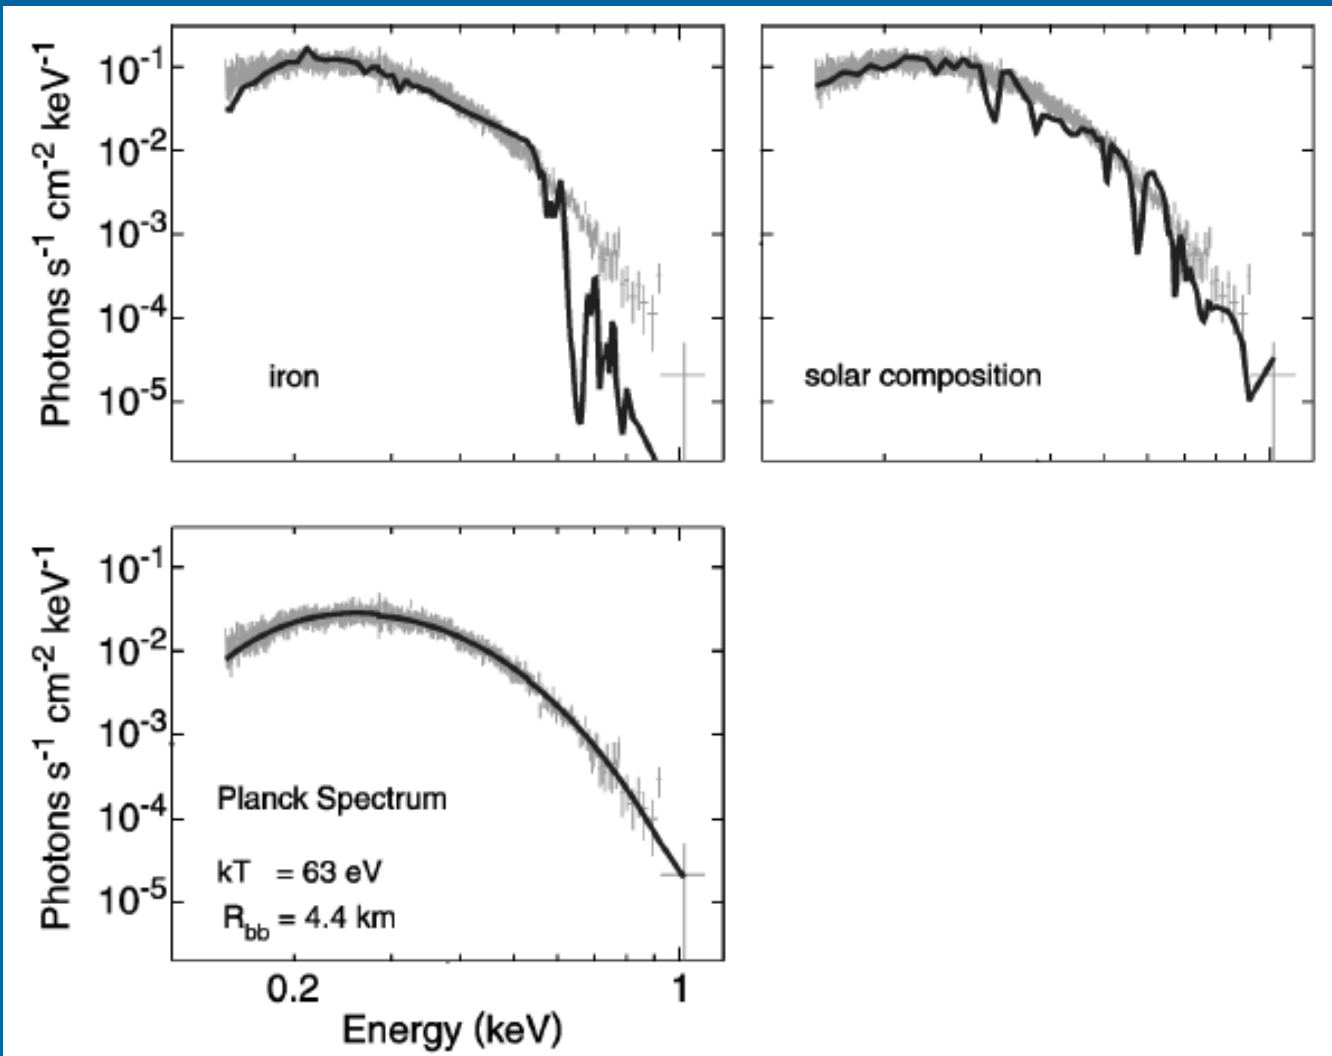 Photons s⁻¹ cm⁻² keV⁻¹
10⁻¹
10⁻²
10⁻³
10⁻⁴
10⁻⁵
iron
solar composition
Photons s⁻¹ cm⁻² keV⁻¹
10⁻¹
10⁻²
10⁻³
10⁻⁴
10⁻⁵
Planck Spectrum
kT = 63 eV
R_bb = 4.4 km
0.2 1
Energy (keV)